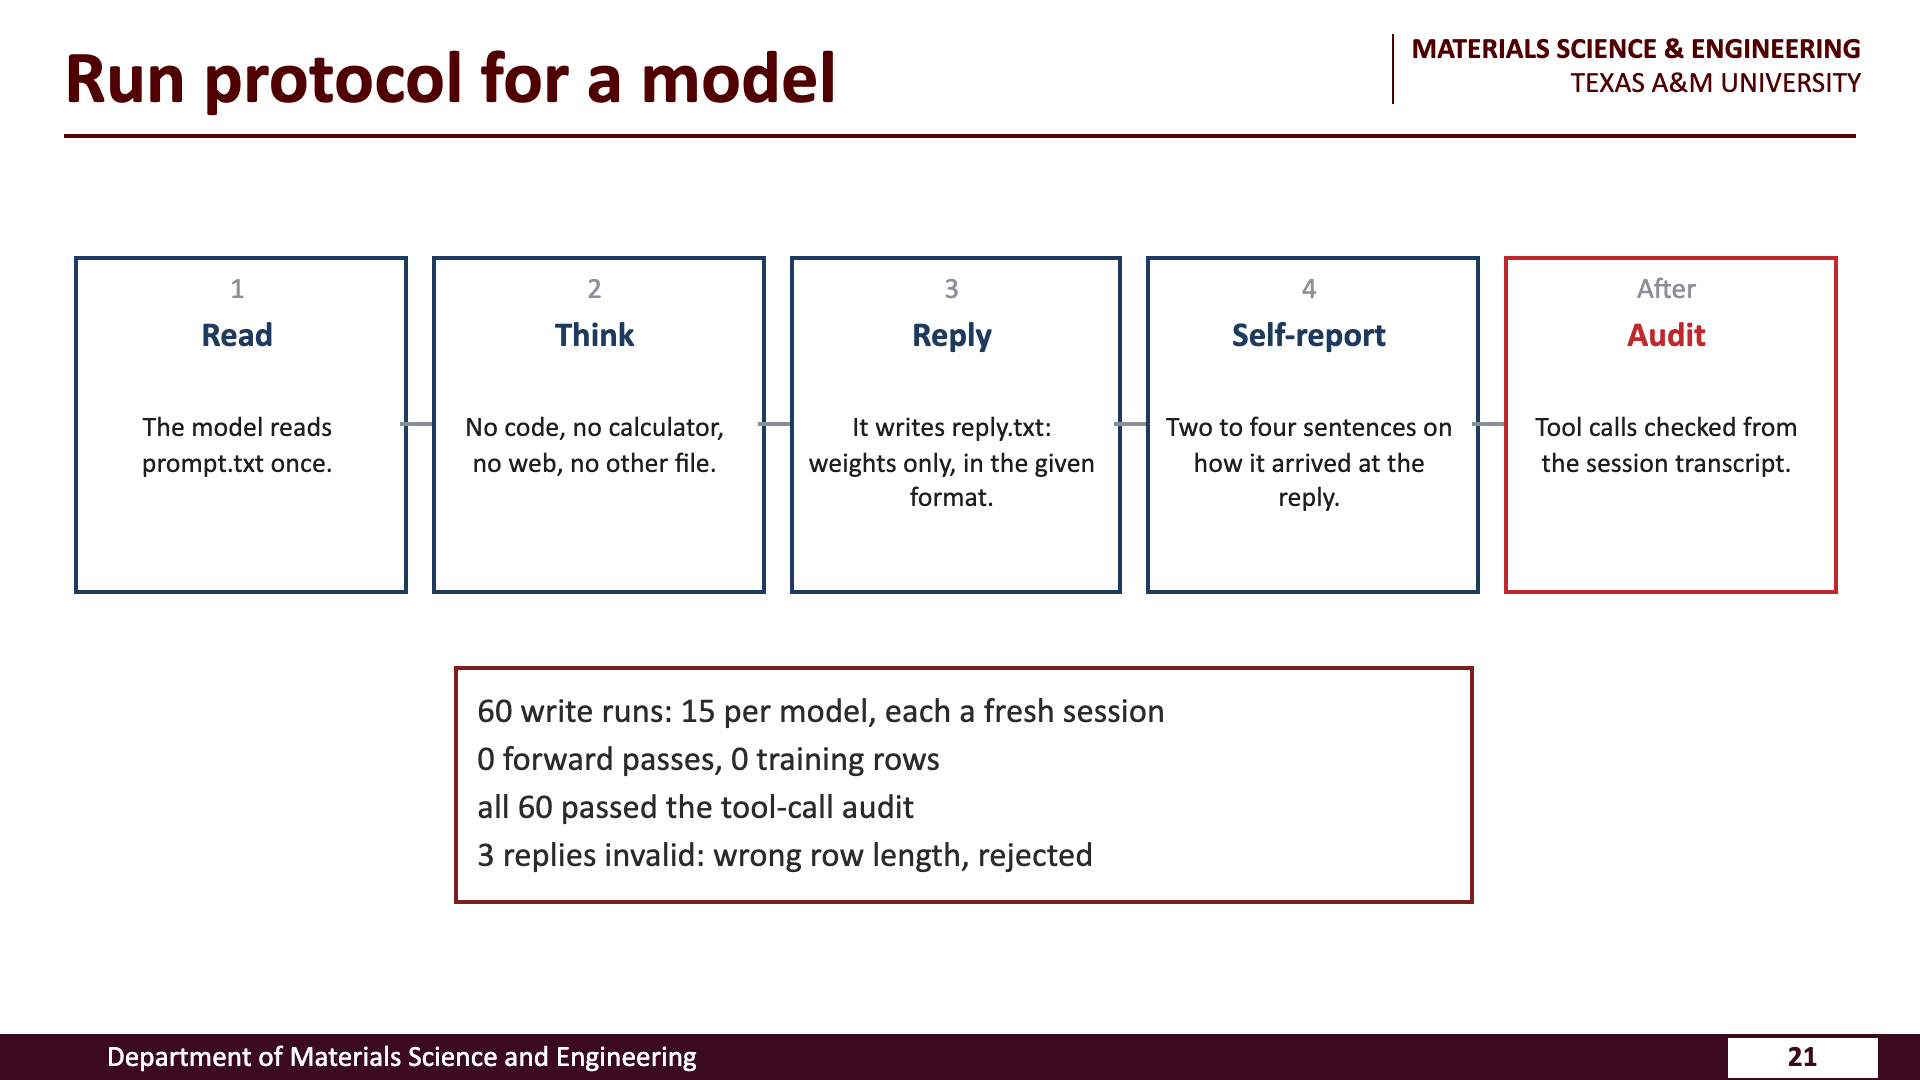 Run protocol for a model
MATERIALS SCIENCE & ENGINEERING
TEXAS A&M UNIVERSITY
1
Read
The model reads
prompt.txt once.
2
Think
No code, no calculator,
no web, no other file.
3
Reply
It writes reply.txt:
weights only, in the given
format.
4
Self-report
Two to four sentences on
how it arrived at the
reply.
After
Audit
Tool calls checked from
the session transcript.
60 write runs: 15 per model, each a fresh session
0 forward passes, 0 training rows
all 60 passed the tool-call audit
3 replies invalid: wrong row length, rejected
Department of Materials Science and Engineering
21